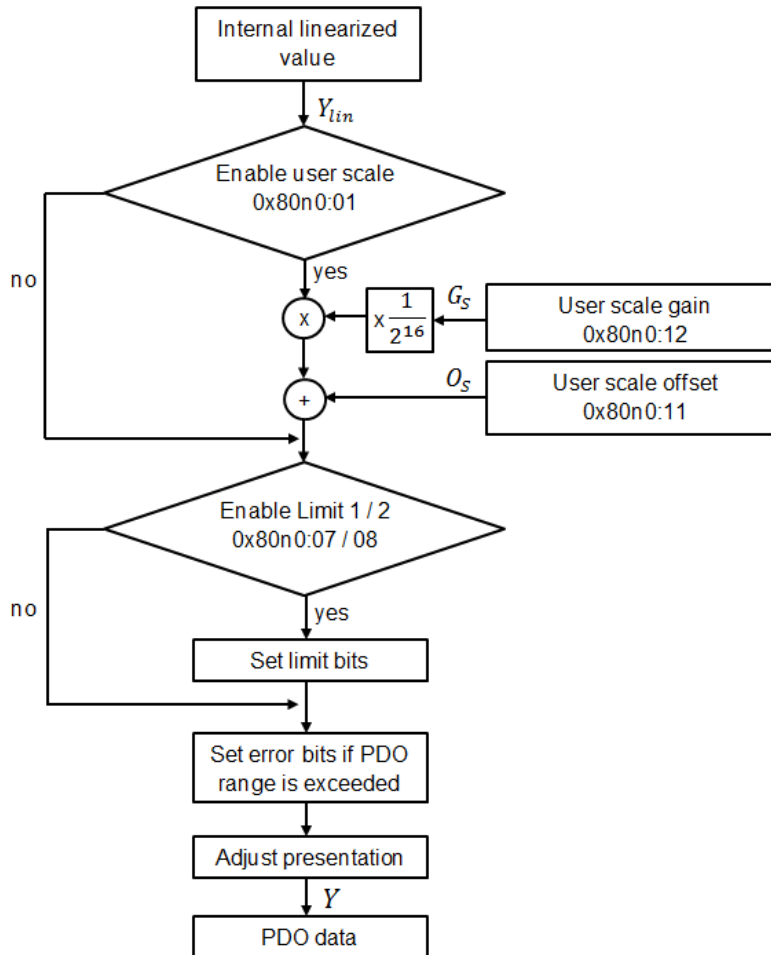 Internal linearized
value
Y_lin
Enable user scale
0x80n0:01
no
yes
x
x 1/2^16
G_S
User scale gain
0x80n0:12
+
O_S
User scale offset
0x80n0:11
Enable Limit 1 / 2
0x80n0:07 / 08
no
yes
Set limit bits
Set error bits if PDO
range is exceeded
Adjust presentation
Y
PDO data